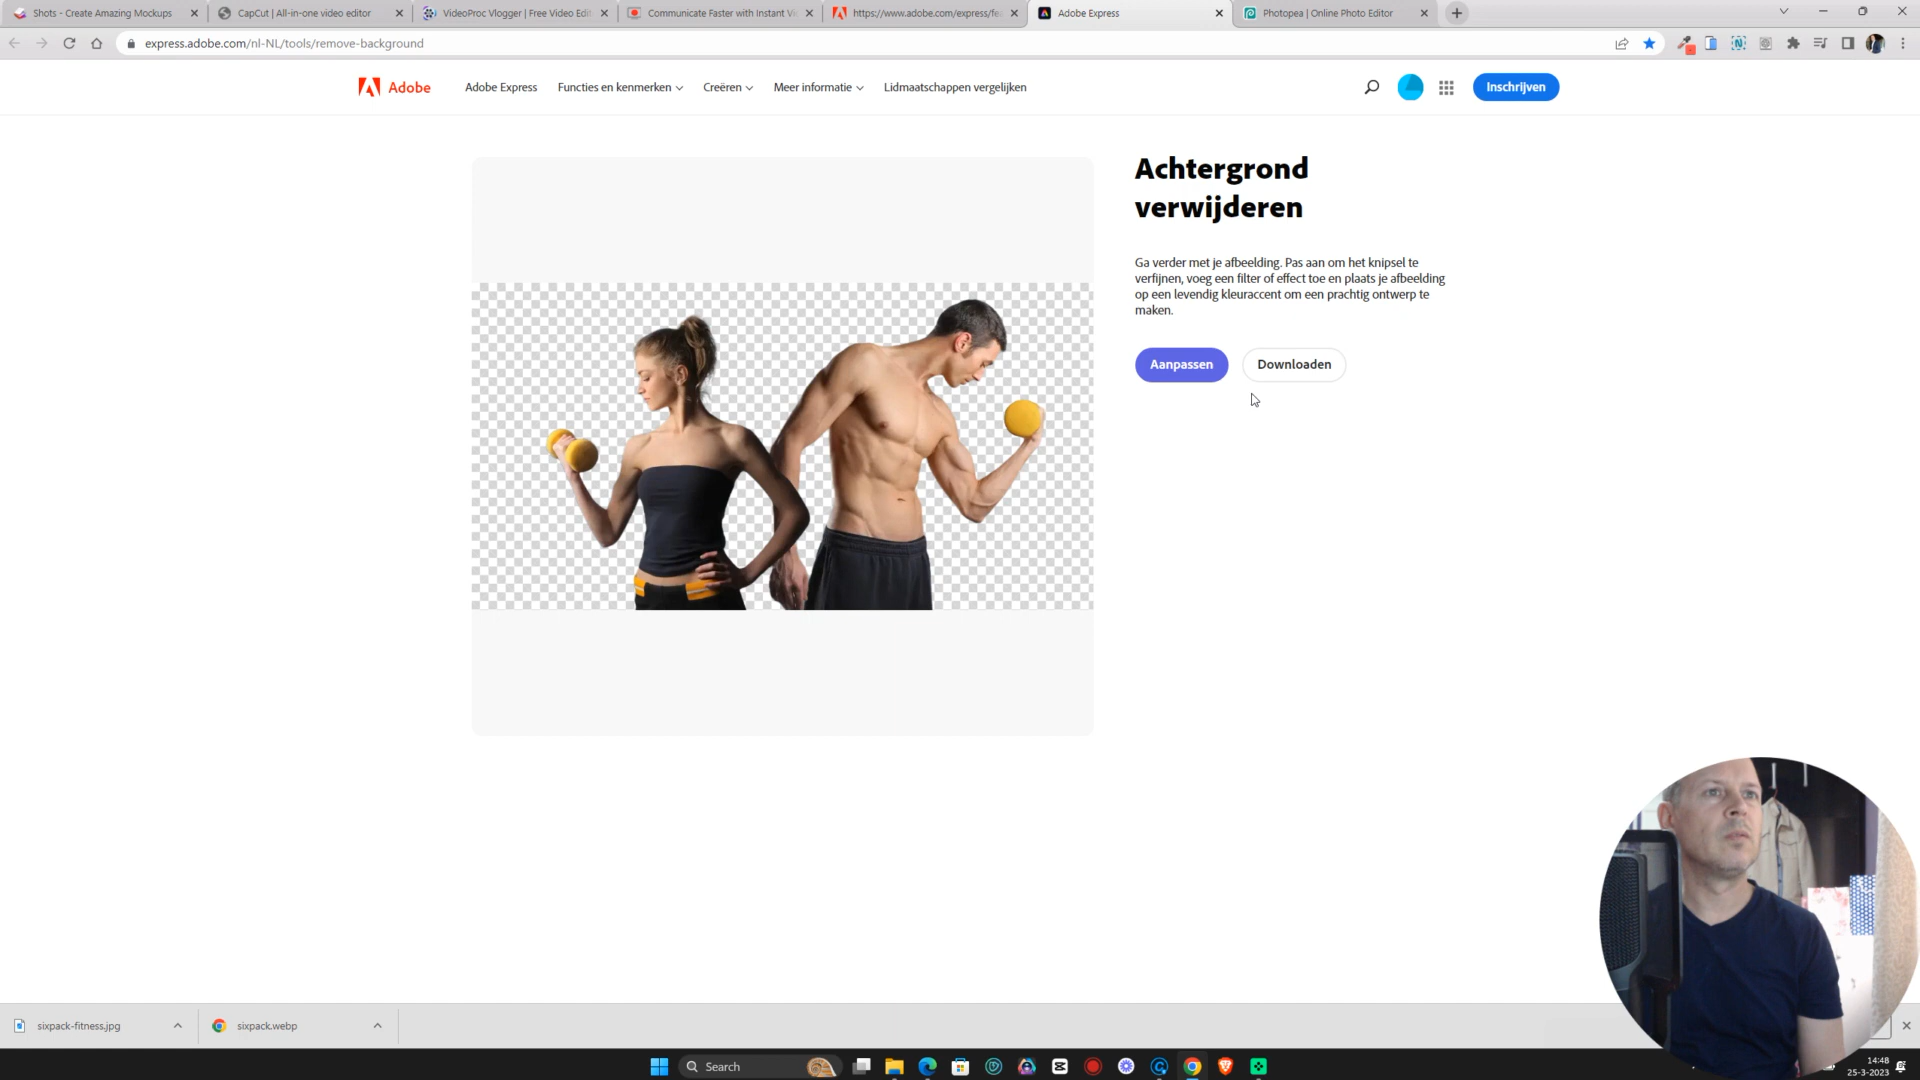 Shots - Create Amazing Mockups
CapCut | All-in-one video editor
VideoProc Vlogger | Free Video Edi
Communicate Faster with Instant Vi
https://www.adobe.com/express/fea
Adobe Express
Photopea | Online Photo Editor
express.adobe.com/nl-NL/tools/remove-background
Adobe
Adobe Express
Functies en kenmerken
Creëren
Meer informatie
Lidmaatschappen vergelijken
Inschrijven
Achtergrond
verwijderen
Ga verder met je afbeelding. Pas aan om het knipsel te
verfijnen, voeg een filter of effect toe en plaats je afbeelding
op een levendig kleuraccent om een prachtig ontwerp te
maken.
Aanpassen
Downloaden
sixpack-fitness.jpg
sixpack.webp
Search
14:48
25-3-2023